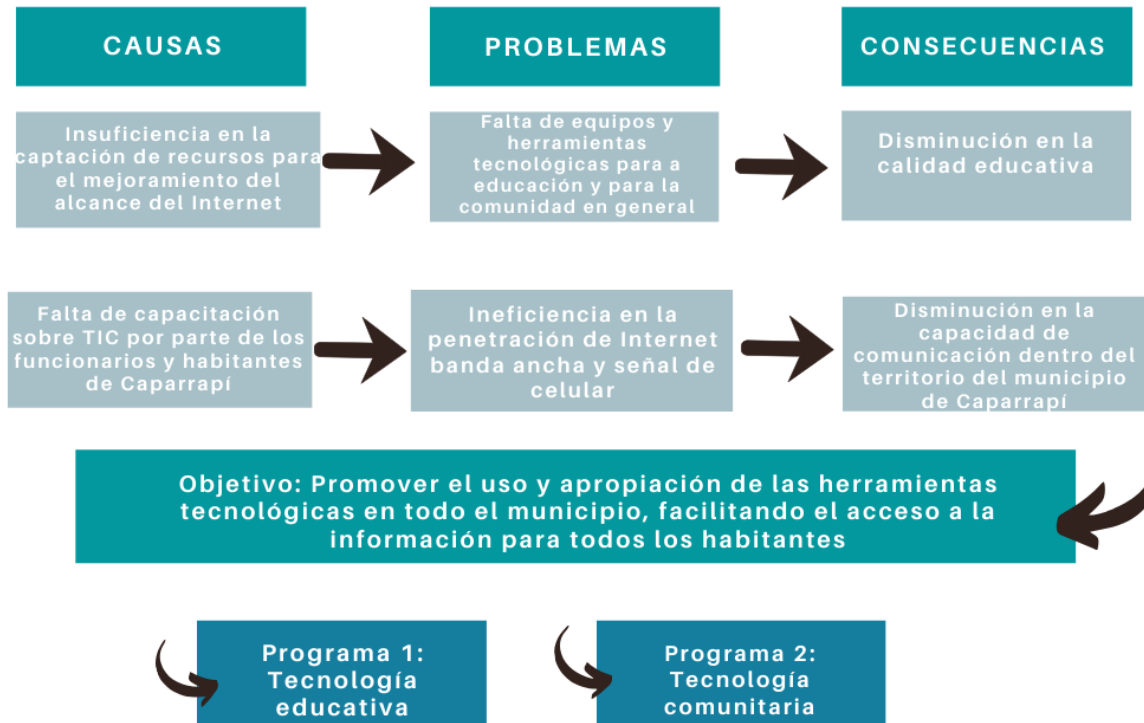 CAUSAS
PROBLEMAS
CONSECUENCIAS
Insuficiencia en la
captación de recursos para
el mejoramiento del
alcance del Internet
Falta de equipos y
herramientas
tecnológicas para a
educación y para la
comunidad en general
Disminución en la
calidad educativa
Falta de capacitación
sobre TIC por parte de los
funcionarios y habitantes
de Caparrapí
Ineficiencia en la
penetración de Internet
banda ancha y señal de
celular
Disminución en la
capacidad de
comunicación dentro del
territorio del municipio
de Caparrapí
Objetivo: Promover el uso y apropiación de las herramientas
tecnológicas en todo el municipio, facilitando el acceso a la
información para todos los habitantes
Programa 1:
Tecnología
educativa
Programa 2:
Tecnología
comunitaria